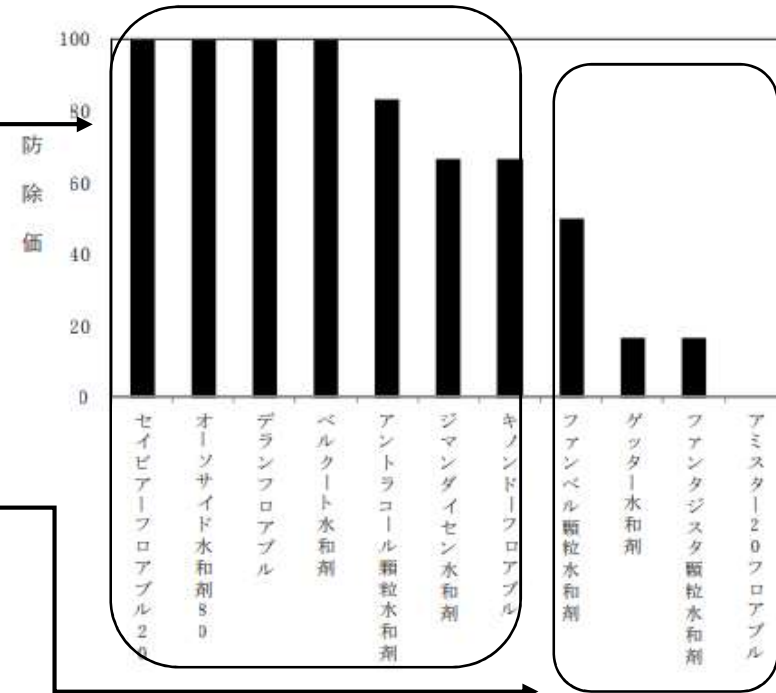 100
80
60
40
20
0
防除価
セイビアーフロアブル20
オーソサイド水和剤80
デランフロアブル
ベルクート水和剤
アントラコール顆粒水和剤
ジマンダイセン水和剤
キノンドーフロアブル
ファンベル顆粒水和剤
ゲッター水和剤
ファンタジスタ顆粒水和剤
アミスター20フロアブル